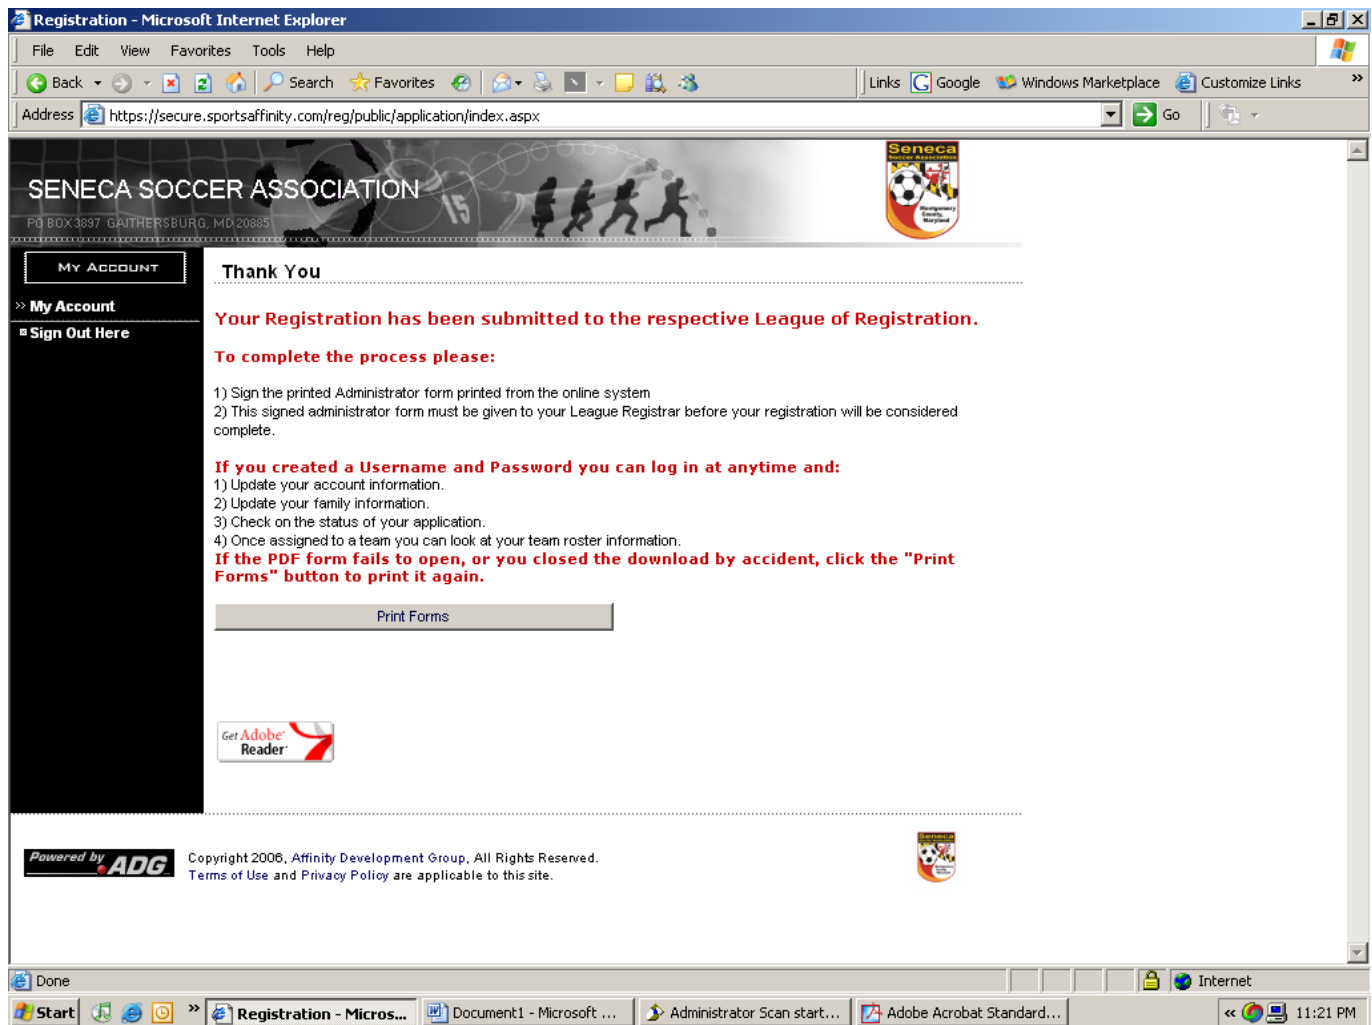 Registration - Microsoft Internet Explorer
File Edit View Favorites Tools Help
Back Search Favorites Links Google Windows Marketplace Customize Links »
Address https://secure.sportsaffinity.com/reg/public/application/index.aspx Go
SENECA SOCCER ASSOCIATION
PO BOX 3897 GAITHERSBURG, MD 20885
15
Seneca
Soccer Association
Montgomery
County,
Maryland
MY ACCOUNT
» My Account
Sign Out Here
Thank You
Your Registration has been submitted to the respective League of Registration.
To complete the process please:
1) Sign the printed Administrator form printed from the online system
2) This signed administrator form must be given to your League Registrar before your registration will be considered
complete.
If you created a Username and Password you can log in at anytime and:
1) Update your account information.
2) Update your family information.
3) Check on the status of your application.
4) Once assigned to a team you can look at your team roster information.
If the PDF form fails to open, or you closed the download by accident, click the "Print
Forms" button to print it again.
Print Forms
Get Adobe®
Reader®
Powered by ADG
Copyright 2006, Affinity Development Group, All Rights Reserved.
Terms of Use and Privacy Policy are applicable to this site.
Seneca
Done Internet
Start » Registration - Micros... Document1 - Microsoft ... Administrator Scan start... Adobe Acrobat Standard... « 11:21 PM